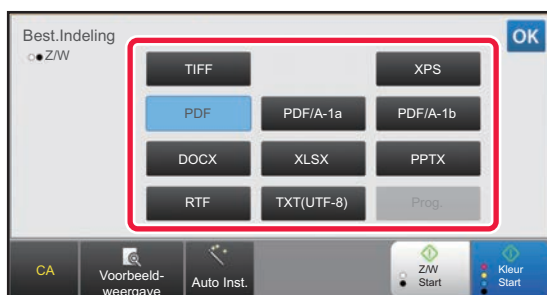 Best.Indeling
Z/W
OK
TIFF
XPS
PDF
PDF/A-1a
PDF/A-1b
DOCX
XLSX
PPTX
RTF
TXT(UTF-8)
Prog.
CA
Voorbeeld-
weergave
Auto Inst.
Z/W
Start
Kleur
Start